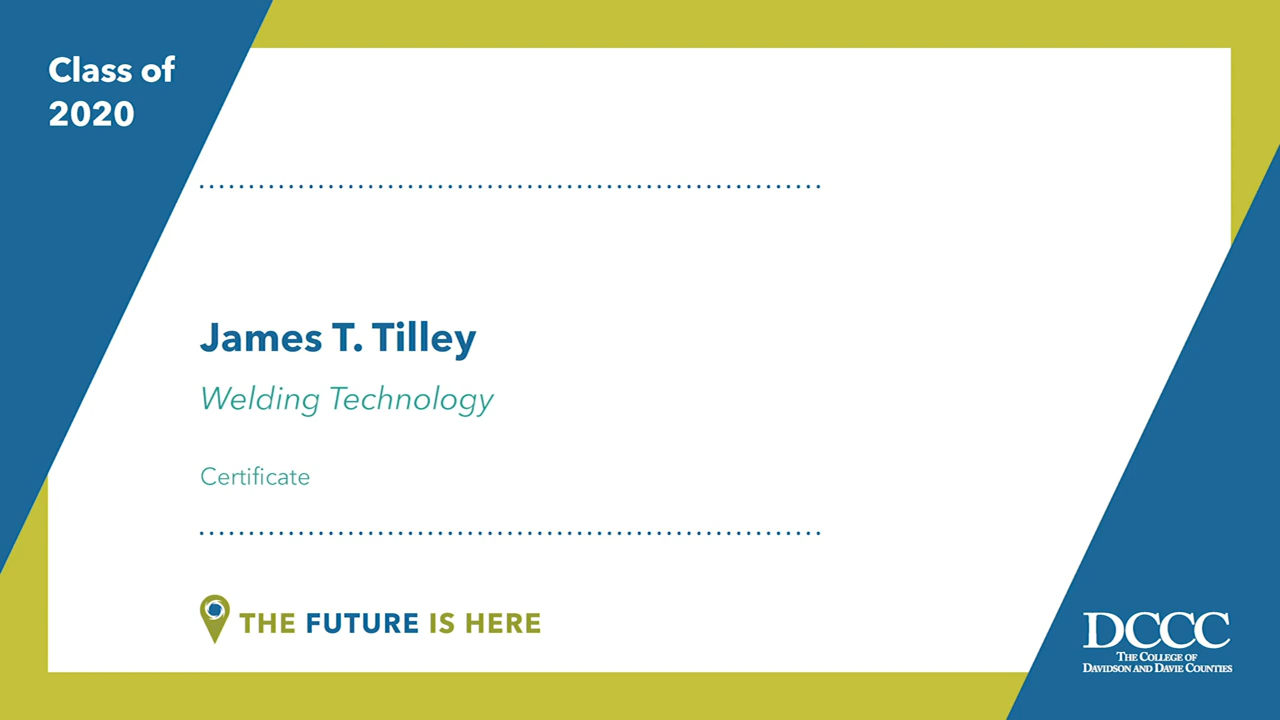 Class of
2020
James T. Tilley
Welding Technology
Certificate
THE FUTURE IS HERE
DCCC
THE COLLEGE OF
DAVIDSON AND DAVIE COUNTIES